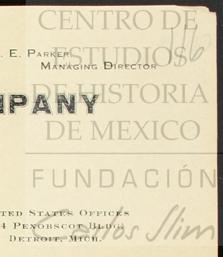 CENTRO DE
ESTUDIOS
DE HISTORIA
DE MEXICO
FUNDACIÓN
Carlos Slim
. E. PARKER,
MANAGING DIRECTOR
MPANY
TED STATES OFFICES
4 PENOBSCOT BLDG.
DETROIT, MICH.